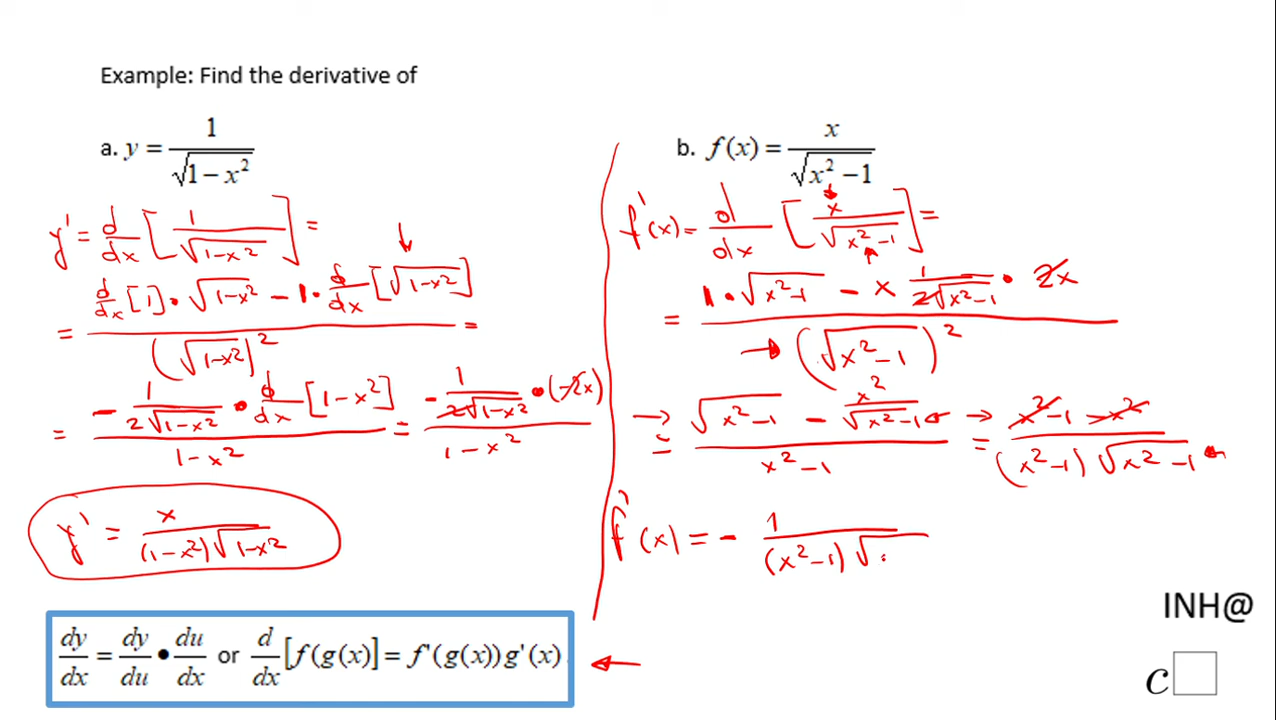 Example: Find the derivative of
a. y = 1/√(1 − x²)
y' = d/dx [1/√(1−x²)] =
= (d/dx [1] • √(1−x²) − 1 • d/dx [√(1−x²)]) / (√(1−x²))² =
= (− 1/(2√(1−x²)) • d/dx [1−x²]) / (1−x²) = (− 1/(2√(1−x²)) • (−2x)) / (1−x²)
y' = x / ((1−x²)√(1−x²))
dy/dx = dy/du • du/dx or d/dx [f(g(x)] = f'(g(x))g'(x)
b. f(x) = x/√(x² − 1)
f'(x) = d/dx [x/√(x²−1)] =
= (1 • √(x²−1) − x 1/(2√(x²−1)) • 2x) / (√(x²−1))²
= (√(x²−1) − x²/√(x²−1)) / (x²−1) = (x²−1 −x²) / ((x²−1)√(x²−1))
f'(x) = − 1 / ((x²−1)√
INH@
c